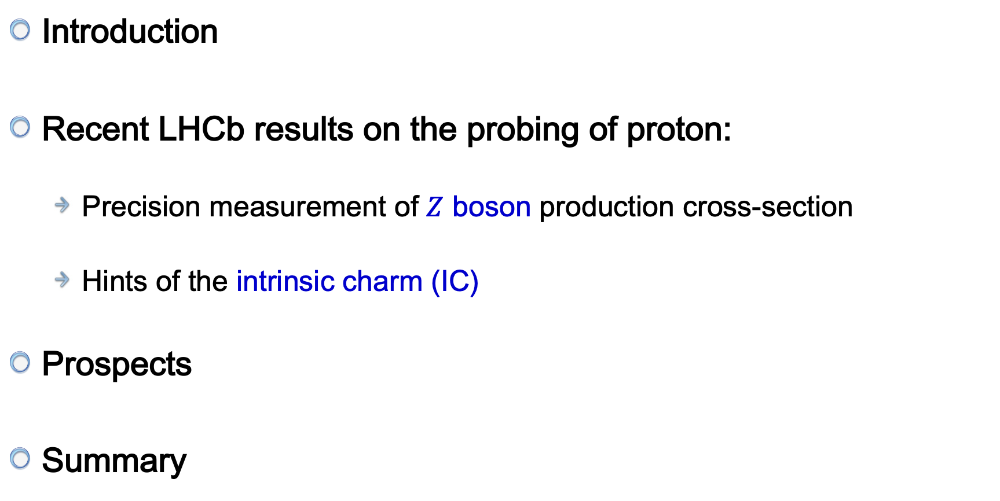 Introduction
Recent LHCb results on the probing of proton:
Precision measurement of Z boson production cross-section
Hints of the intrinsic charm (IC)
Prospects
Summary